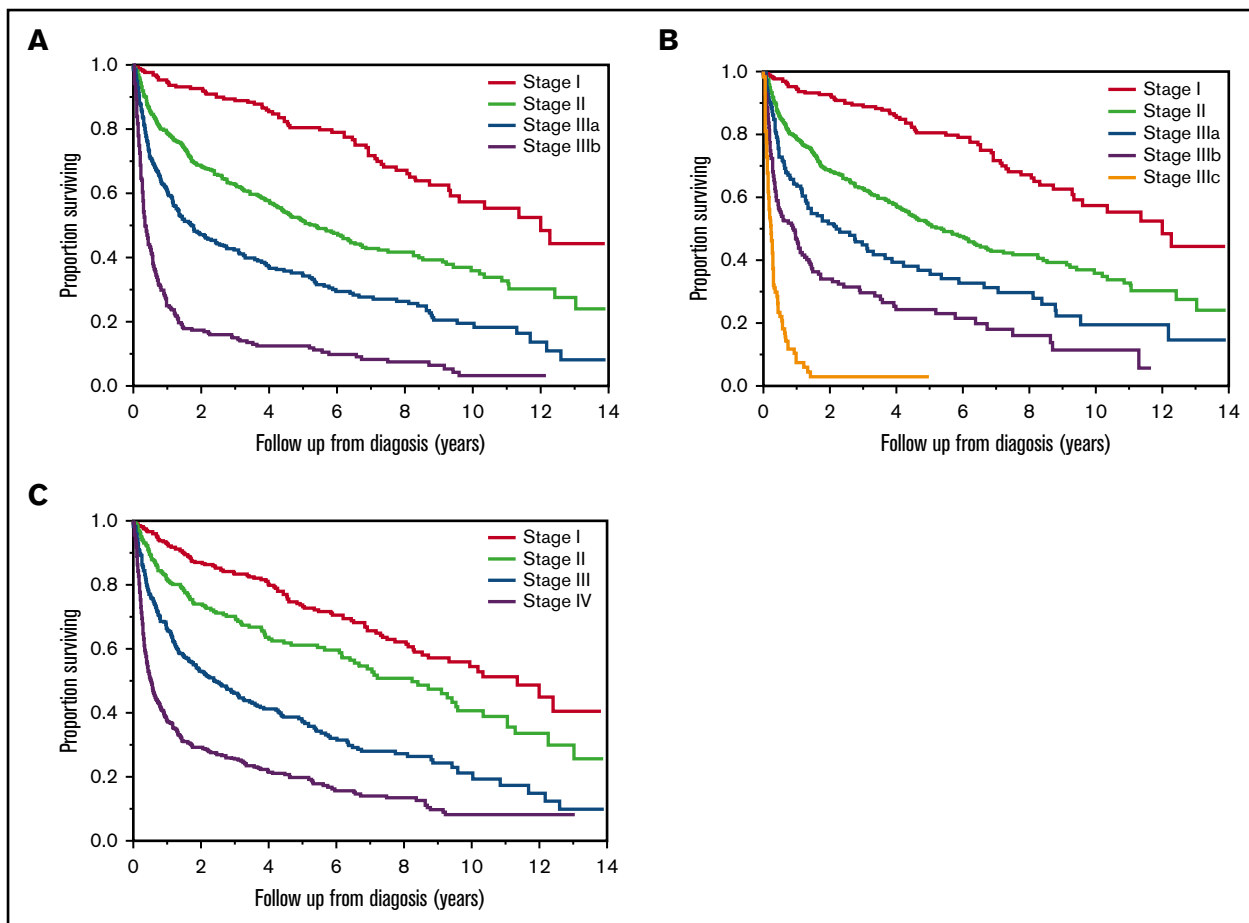 A
Proportion surviving
1.0
0.8
0.6
0.4
0.2
0.0
Stage I
Stage II
Stage IIIa
Stage IIIb
0 2 4 6 8 10 12 14
Follow up from diagosis (years)
B
Proportion surviving
1.0
0.8
0.6
0.4
0.2
0.0
Stage I
Stage II
Stage IIIa
Stage IIIb
Stage IIIc
0 2 4 6 8 10 12 14
Follow up from diagosis (years)
C
Proportion surviving
1.0
0.8
0.6
0.4
0.2
0.0
Stage I
Stage II
Stage III
Stage IV
0 2 4 6 8 10 12 14
Follow up from diagosis (years)